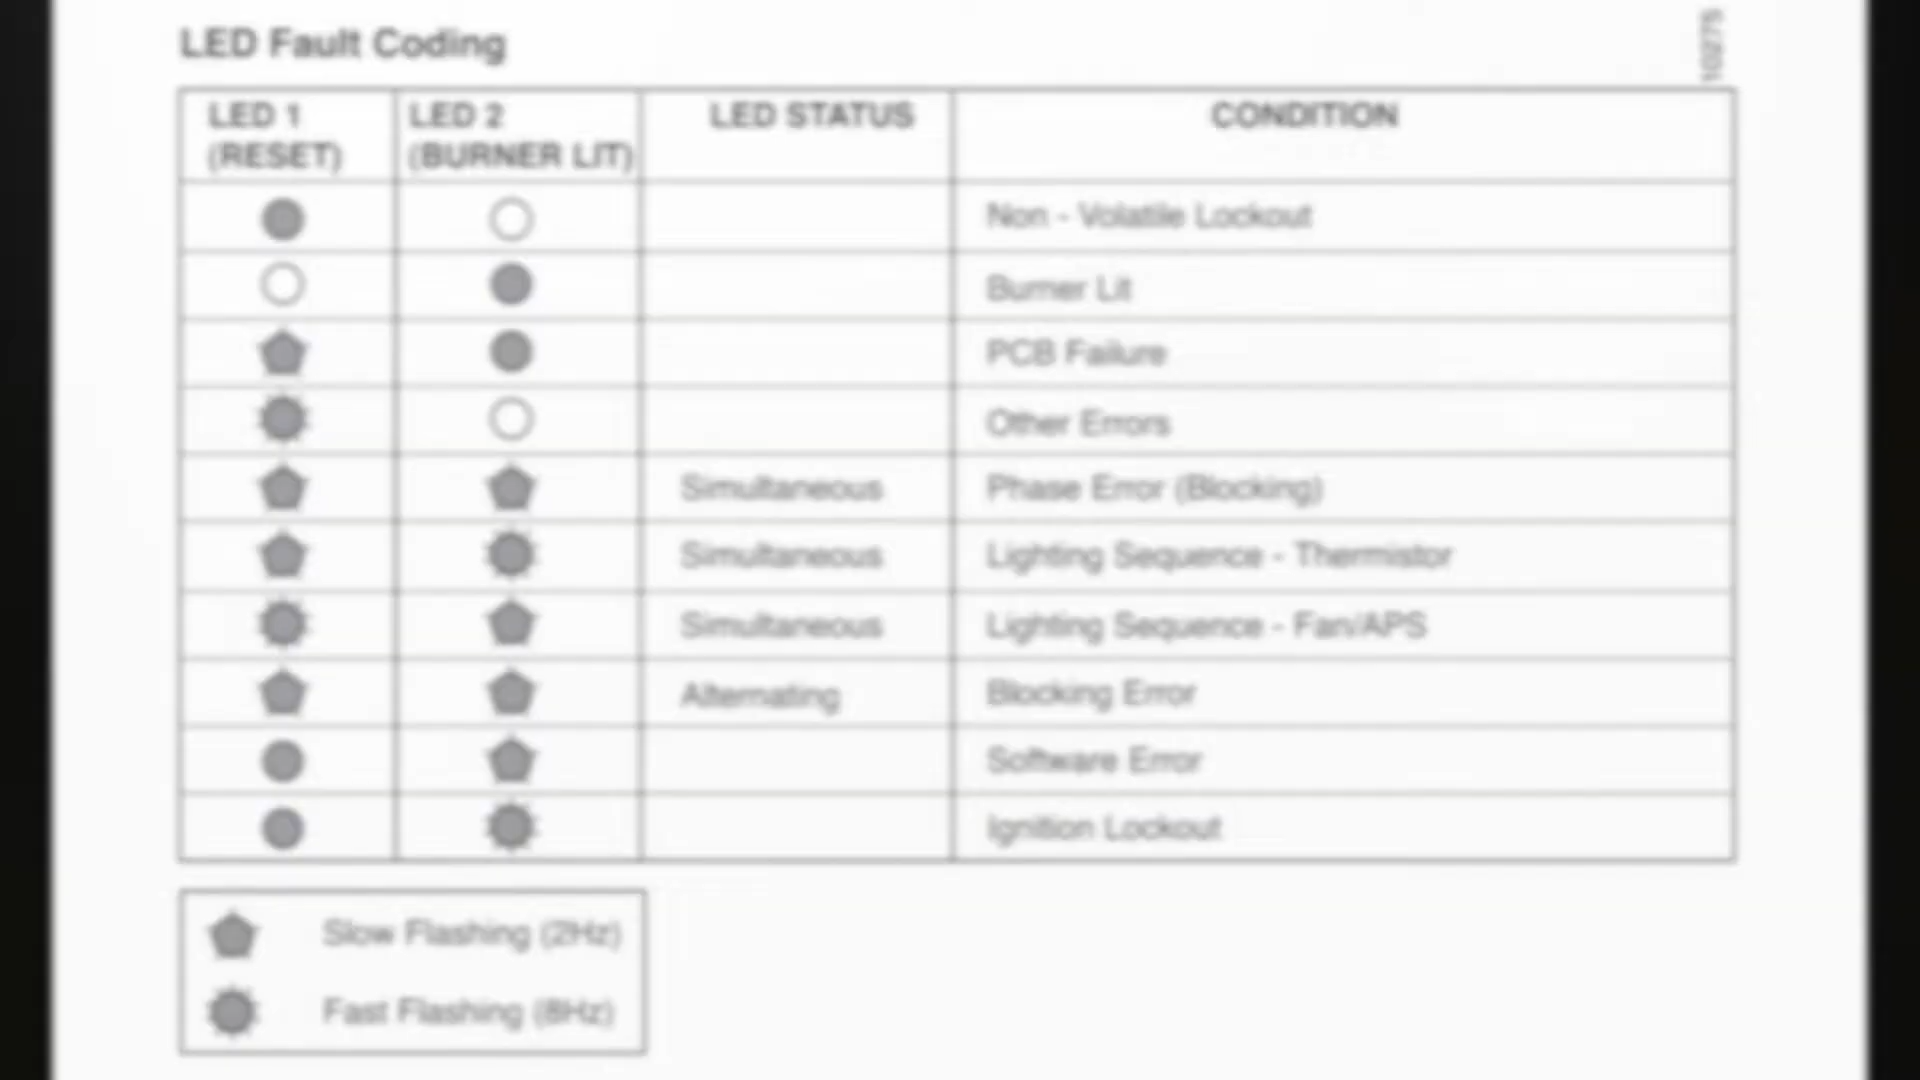 LED Fault Coding
10275
LED 1 (RESET) LED 2 (BURNER LIT) LED STATUS CONDITION
Non - Volatile Lockout
Burner Lit
PCB Failure
Other Errors
Simultaneous Phase Error (Blocking)
Simultaneous Lighting Sequence - Thermistor
Simultaneous Lighting Sequence - Fan/APS
Alternating Blocking Error
Software Error
Ignition Lockout
Slow Flashing (2Hz)
Fast Flashing (8Hz)